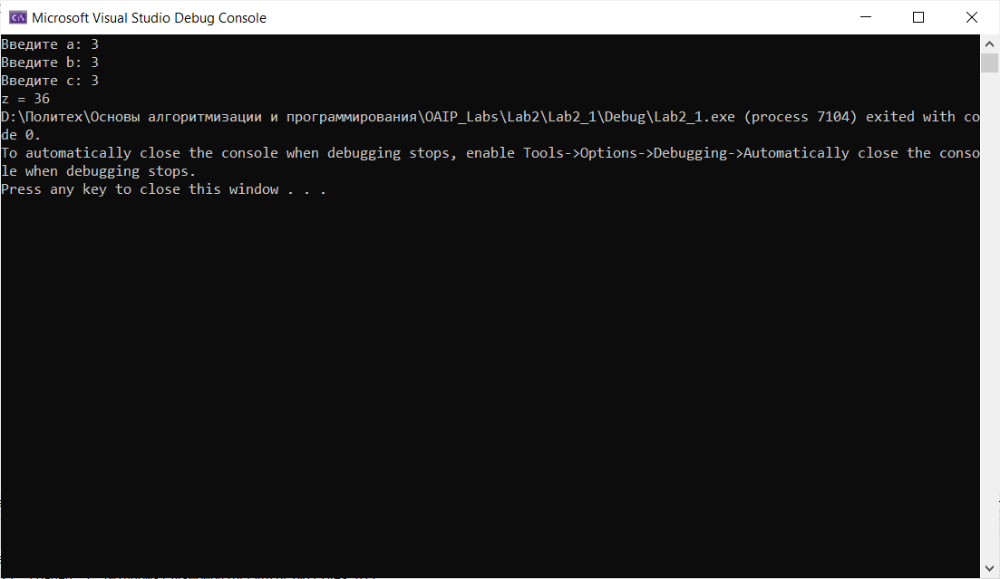 Microsoft Visual Studio Debug Console
Введите a: 3
Введите b: 3
Введите c: 3
z = 36
D:\Политех\Основы алгоритмизации и программирования\OAIP_Labs\Lab2\Lab2_1\Debug\Lab2_1.exe (process 7104) exited with co
de 0.
To automatically close the console when debugging stops, enable Tools->Options->Debugging->Automatically close the conso
le when debugging stops.
Press any key to close this window . . .